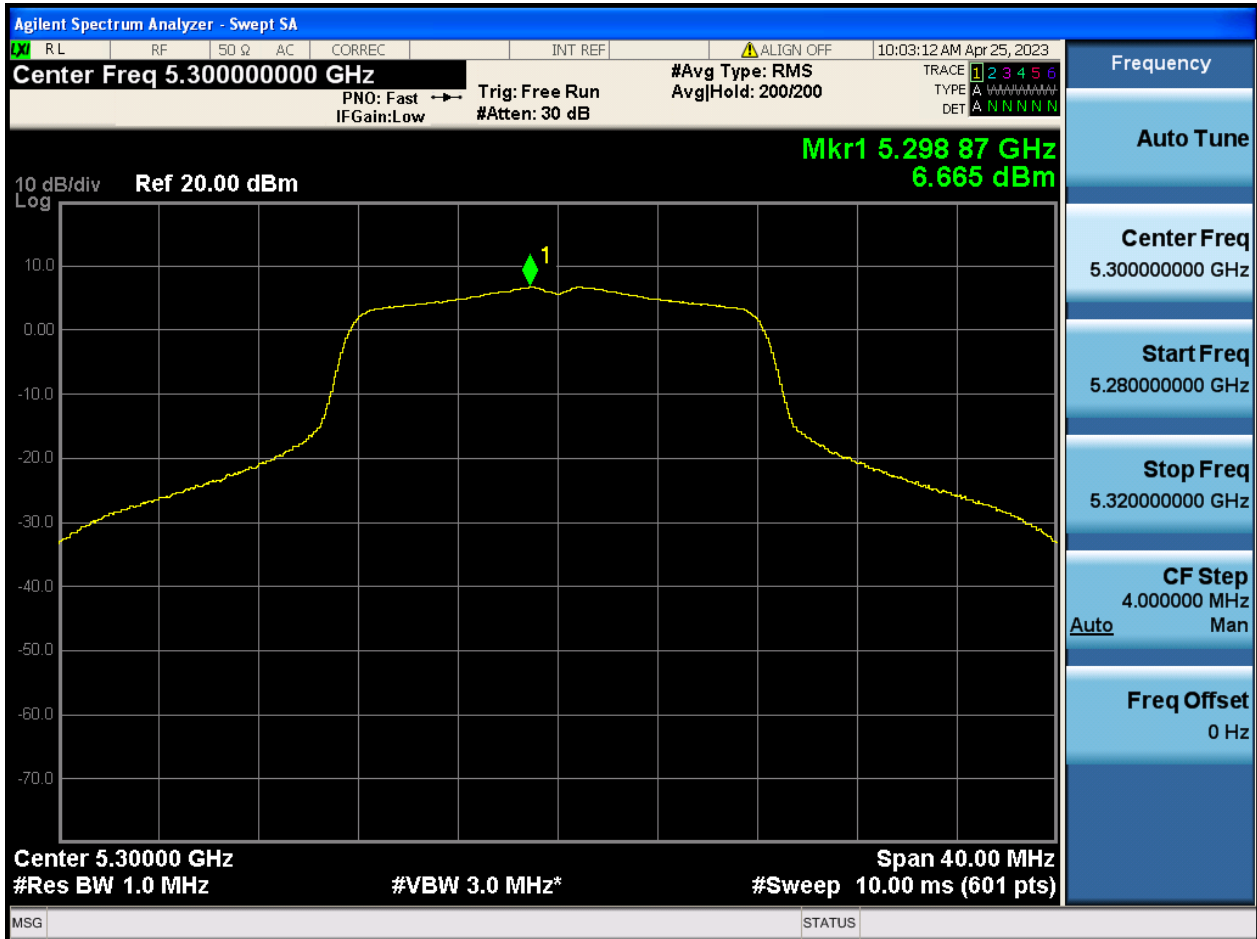 Agilent Spectrum Analyzer - Swept SA
LXI RL RF 50 Ω AC CORREC INT REF ALIGN OFF 10:03:12 AM Apr 25, 2023
Center Freq 5.300000000 GHz
PNO: Fast
IFGain:Low
Trig: Free Run
#Atten: 30 dB
#Avg Type: RMS
Avg|Hold: 200/200
TRACE 1 2 3 4 5 6
TYPE A WWWWW
DET A N N N N N
Mkr1 5.298 87 GHz
6.665 dBm
10 dB/div Ref 20.00 dBm
Log
1
10.0
0.00
-10.0
-20.0
-30.0
-40.0
-50.0
-60.0
-70.0
Center 5.30000 GHz Span 40.00 MHz
#Res BW 1.0 MHz #VBW 3.0 MHz* #Sweep 10.00 ms (601 pts)
MSG STATUS
Frequency
Auto Tune
Center Freq
5.300000000 GHz
Start Freq
5.280000000 GHz
Stop Freq
5.320000000 GHz
CF Step
4.000000 MHz
Auto Man
Freq Offset
0 Hz